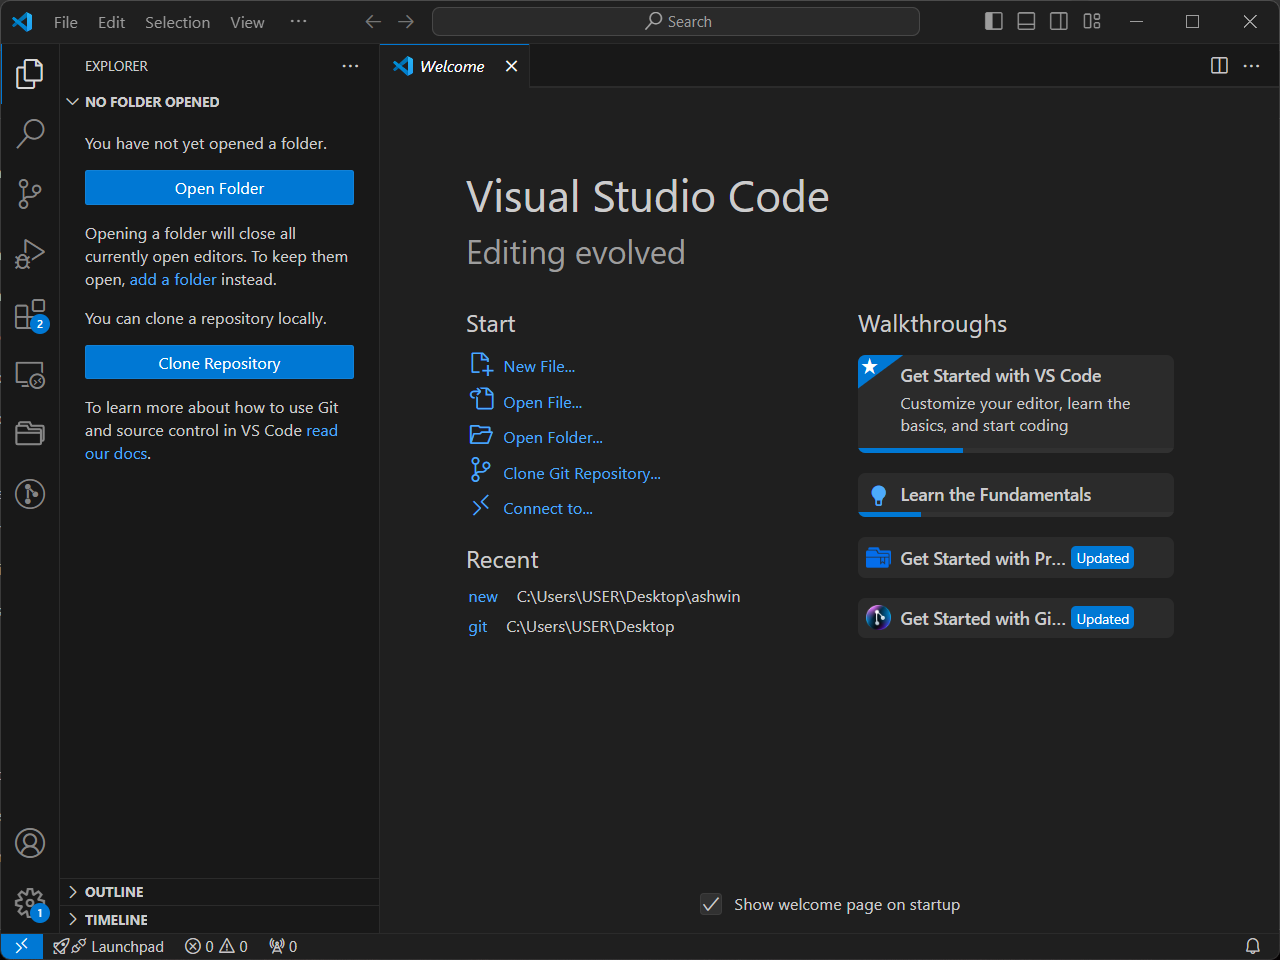 File Edit Selection View ··· Search
EXPLORER ···
Welcome
NO FOLDER OPENED
You have not yet opened a folder.
Open Folder
Opening a folder will close all
currently open editors. To keep them
open, add a folder instead.
You can clone a repository locally.
Clone Repository
To learn more about how to use Git
and source control in VS Code read
our docs.
2
1
OUTLINE
TIMELINE
Visual Studio Code
Editing evolved
Start
New File...
Open File...
Open Folder...
Clone Git Repository...
Connect to...
Recent
new C:\Users\USER\Desktop\ashwin
git C:\Users\USER\Desktop
Walkthroughs
Get Started with VS Code
Customize your editor, learn the
basics, and start coding
Learn the Fundamentals
Get Started with Pr... Updated
Get Started with Gi... Updated
Show welcome page on startup
Launchpad 0 0 0